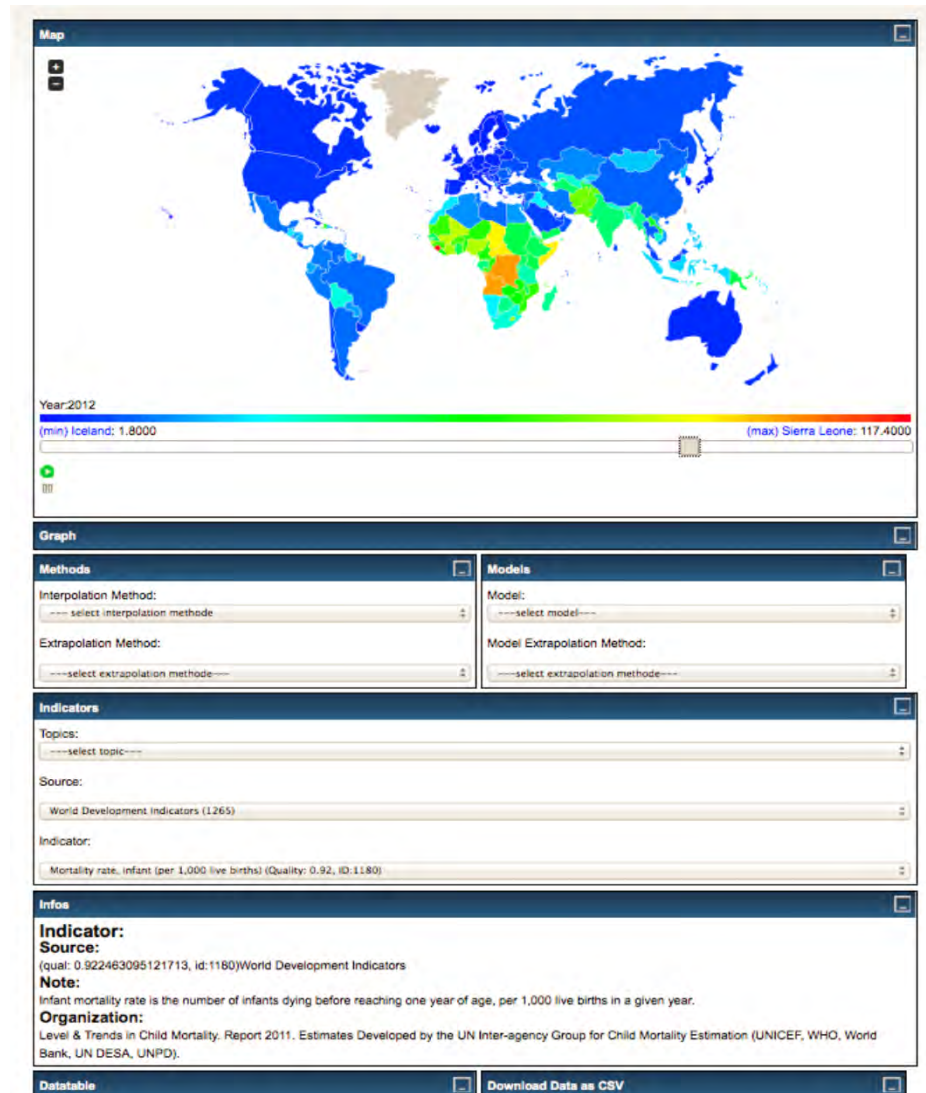 Map
+
−
Year:2012
(min) Iceland: 1.8000 (max) Sierra Leone: 117.4000
Graph
Methods Models
Interpolation Method: Model:
--- select interpolation methode ---select model---
Extrapolation Method: Model Extrapolation Method:
---select extrapolation methode--- ---select extrapolation methode---
Indicators
Topics:
---select topic---
Source:
World Development Indicators (1265)
Indicator:
Mortality rate, infant (per 1,000 live births) (Quality: 0.92, ID:1180)
Infos
Indicator:
Source:
(qual: 0.922463095121713, id:1180)World Development Indicators
Note:
Infant mortality rate is the number of infants dying before reaching one year of age, per 1,000 live births in a given year.
Organization:
Level & Trends in Child Mortality. Report 2011. Estimates Developed by the UN Inter-agency Group for Child Mortality Estimation (UNICEF, WHO, World
Bank, UN DESA, UNPD).
Datatable Download Data as CSV